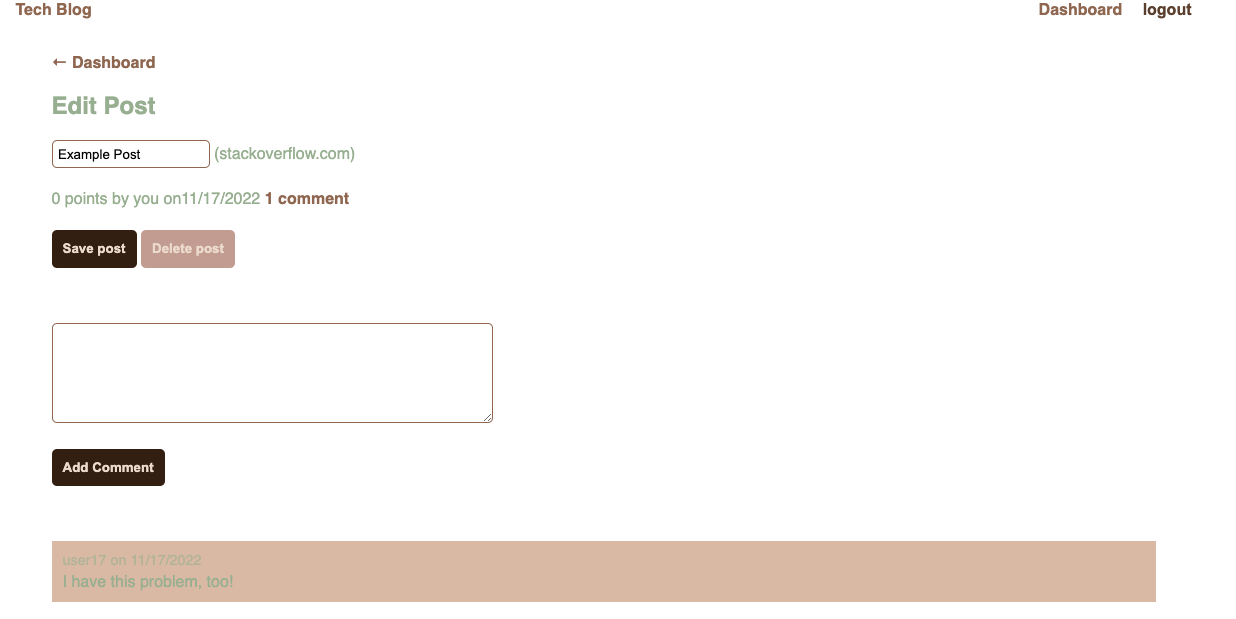 Tech Blog Dashboard logout
← Dashboard
Edit Post
Example Post (stackoverflow.com)
0 points by you on11/17/2022 1 comment
Save post Delete post
Add Comment
user17 on 11/17/2022
I have this problem, too!